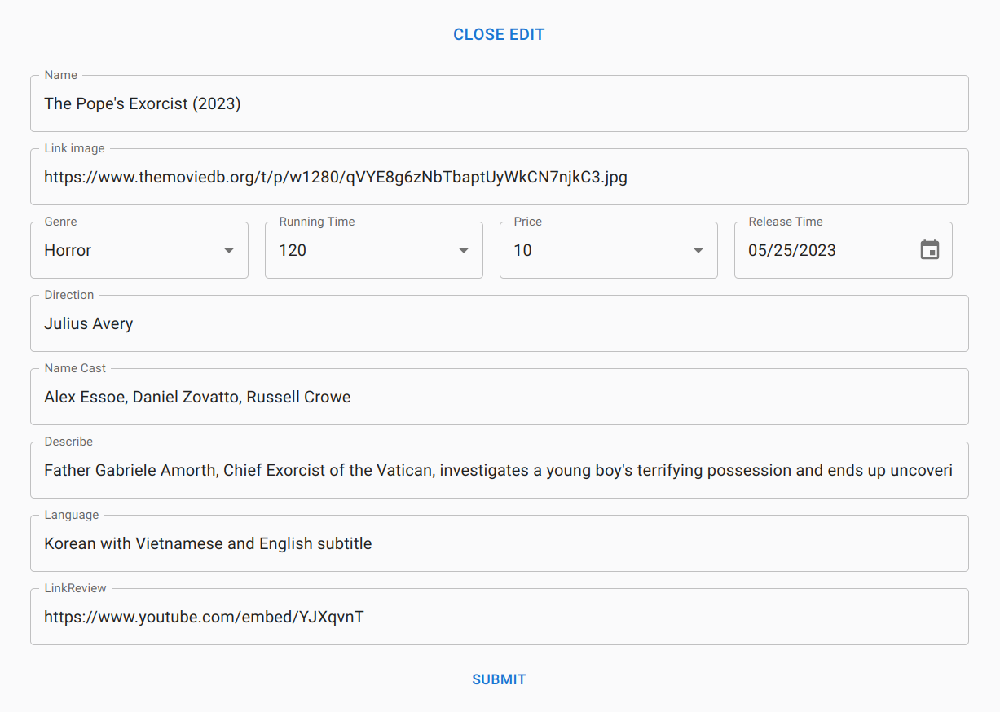 CLOSE EDIT
Name
The Pope's Exorcist (2023)
Link image
https://www.themoviedb.org/t/p/w1280/qVYE8g6zNbTbaptUyWkCN7njkC3.jpg
Genre Running Time Price Release Time
Horror 120 10 05/25/2023
Direction
Julius Avery
Name Cast
Alex Essoe, Daniel Zovatto, Russell Crowe
Describe
Father Gabriele Amorth, Chief Exorcist of the Vatican, investigates a young boy's terrifying possession and ends up uncoveri
Language
Korean with Vietnamese and English subtitle
LinkReview
https://www.youtube.com/embed/YJXqvnT
SUBMIT